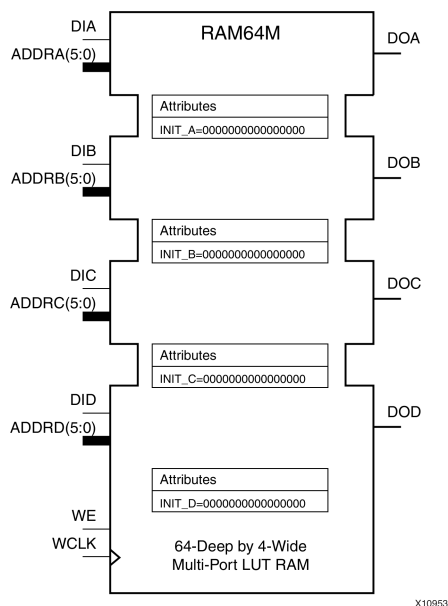 RAM64M
DIA
DOA
ADDRA(5:0)
Attributes
INIT_A=0000000000000000
DIB
DOB
ADDRB(5:0)
Attributes
INIT_B=0000000000000000
DIC
DOC
ADDRC(5:0)
Attributes
INIT_C=0000000000000000
DID
DOD
ADDRD(5:0)
Attributes
INIT_D=0000000000000000
WE
WCLK
64-Deep by 4-Wide
Multi-Port LUT RAM
X10953